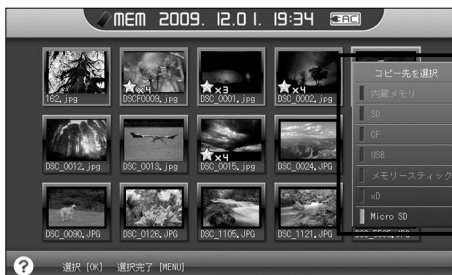 MEM 2009. 12.01. 19:34 AC
162.jpg
DSCF0009.jpg
DSC_0001.jpg
DSC_0002.jpg
×4
×3
×4
コピー先を選択
内蔵メモリ
SD
CF
USB
メモリースティック
xD
Micro SD
DSC_0012.jpg
DSC_0013.jpg
DSC_0015.jpg
DSC_0024.JPG
×4
DSC_0090.JPG
DSC_0126.JPG
DSC_1105.JPG
DSC_1121.JPG
? 選択 [OK] 選択完了 [MENU]